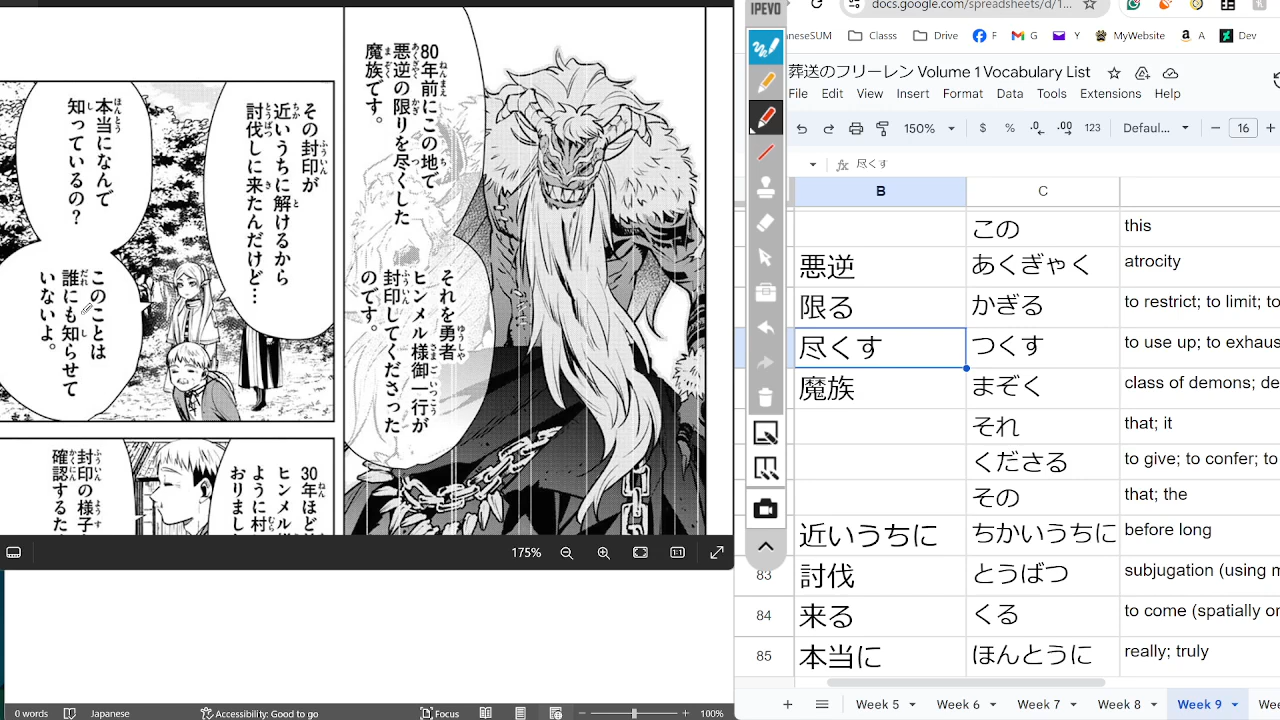 80年前にこの地で
悪逆の限りを尽くした
魔族です。
それを勇者
ヒンメル様御一行が
封印してくださった
のです。
その封印が
近いうちに解けるから
討伐しに来たんだけど…
本当になんで
知っているの？
このことは
誰にも知らせて
いないよ。
30年ほど
ヒンメル
ように村
おりまし
封印の様子
確認するた
175%
0 words
Japanese
Accessibility: Good to go
Focus
100%
IPEVO
docs.google.com/spreadsheets/d/1...
aneseSUM
Classs
Drive
F
G
Y
MyWebsite
A
Dev
葬送のフリーレン Volume 1 Vocabulary List
File Edit View Insert Format Data Tools Extensions Help
150% $ % .0 .00 123 Defaul... 16
fx 尽くす
B C
この this
悪逆 あくぎゃく atrocity
限る かぎる to restrict; to limit; to
尽くす つくす to use up; to exhaus
魔族 まぞく class of demons; de
それ that; it
くださる to give; to confer; to
その that; the
近いうちに ちかいうちに before long
83 討伐 とうばつ subjugation (using m
84 来る くる to come (spatially or
85 本当に ほんとうに really; truly
Week 5 Week 6 Week 7 Week 8 Week 9 We